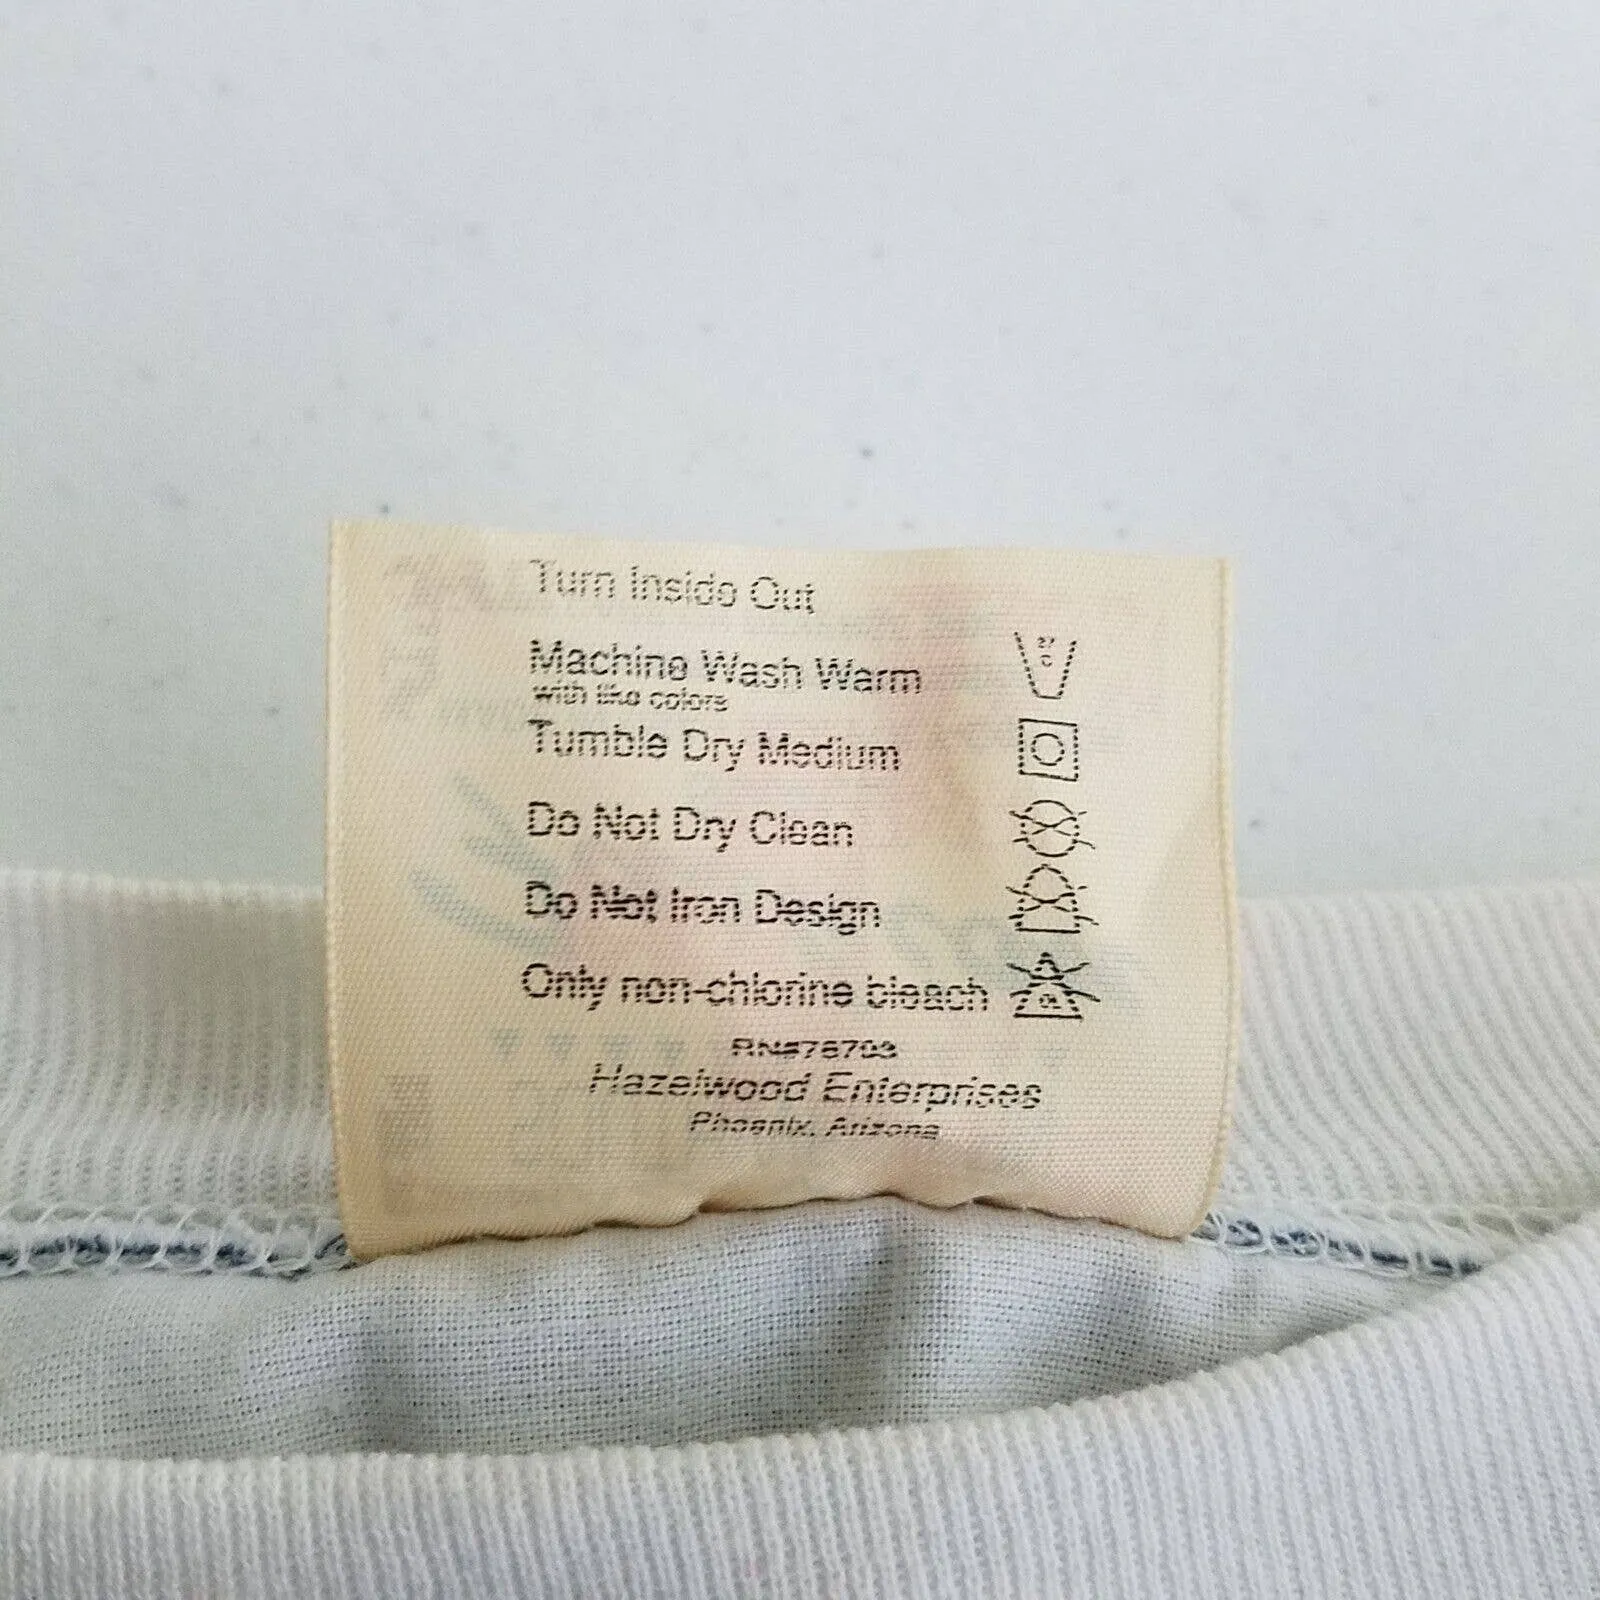 Turn Inside Out
Machine Wash Warm
with like colors
Tumble Dry Medium
Do Not Dry Clean
Do Not Iron Design
Only non-chlorine bleach
RN#76793
Hazelwood Enterprises
Phoenix, Arizona